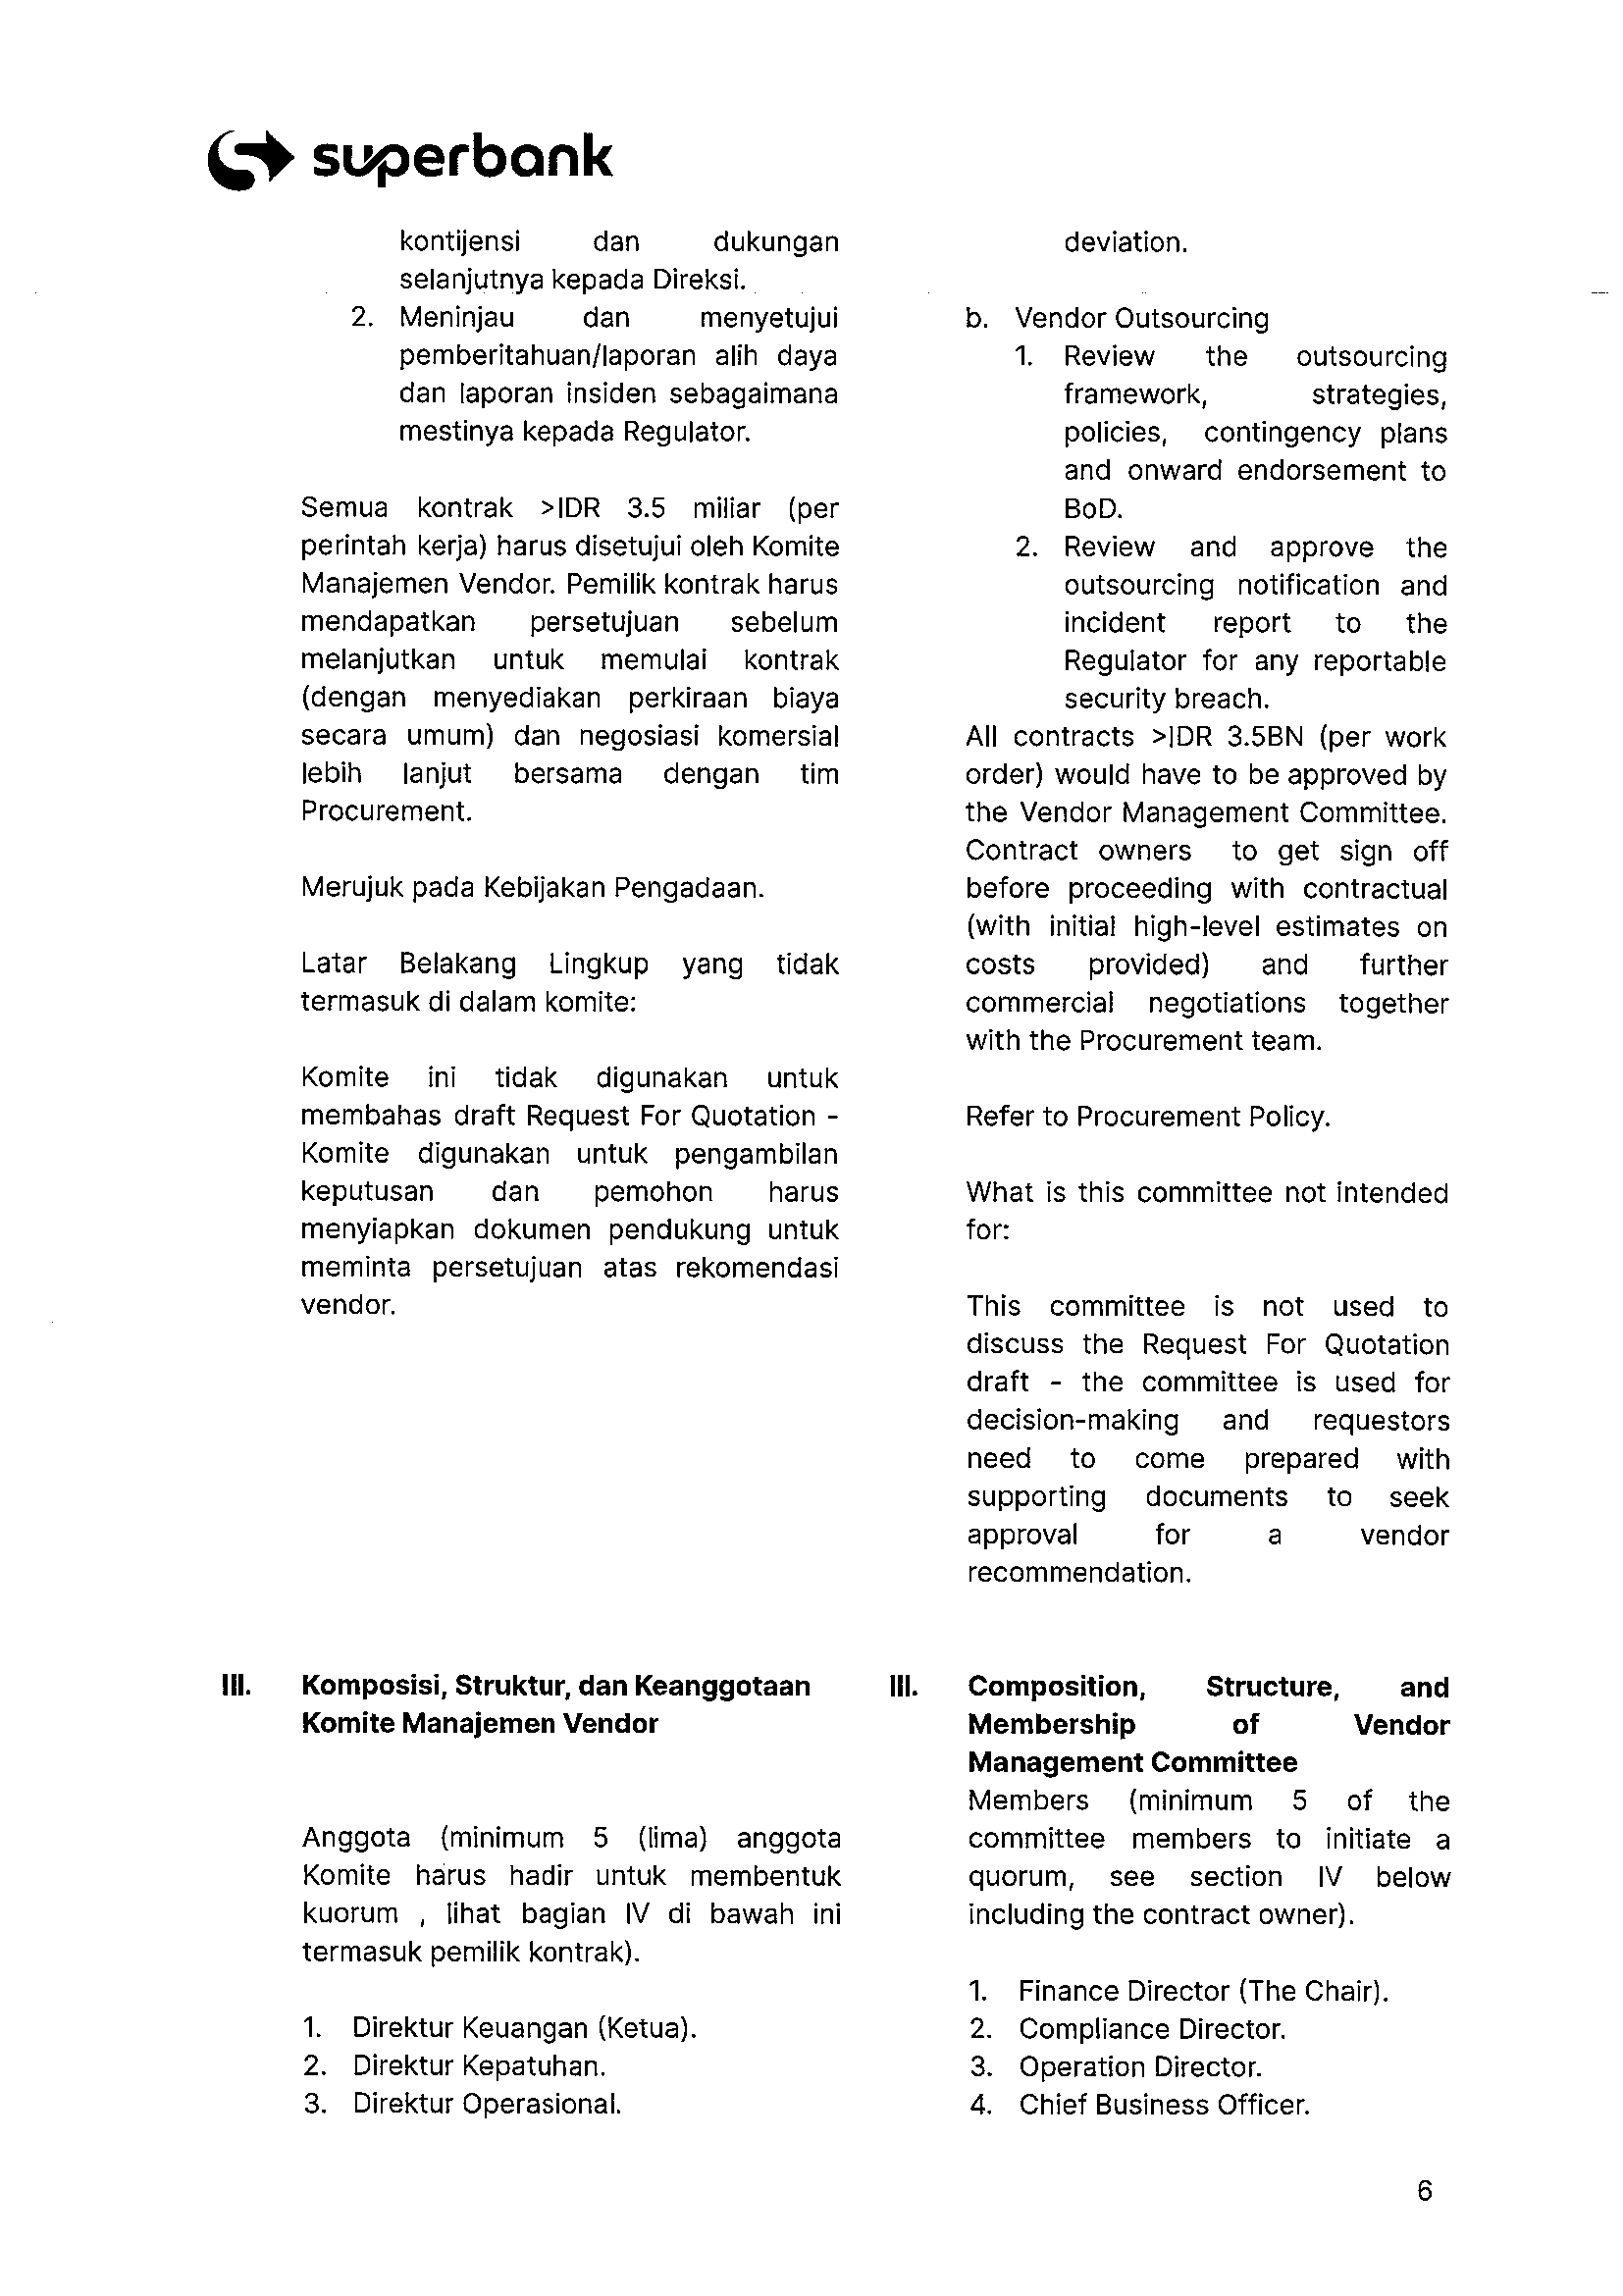 superbank
kontijensi dan dukungan
selanjutnya kepada Direksi.
2. Meninjau dan menyetujui
pemberitahuan/laporan alih daya
dan laporan insiden sebagaimana
mestinya kepada Regulator.
Semua kontrak >IDR 3.5 miliar (per
perintah kerja) harus disetujui oleh Komite
Manajemen Vendor. Pemilik kontrak harus
mendapatkan persetujuan sebelum
melanjutkan untuk memulai kontrak
(dengan menyediakan perkiraan biaya
secara umum) dan negosiasi komersial
lebih lanjut bersama dengan tim
Procurement.
Merujuk pada Kebijakan Pengadaan.
Latar Belakang Lingkup yang tidak
termasuk di dalam komite:
Komite ini tidak digunakan untuk
membahas draft Request For Quotation -
Komite digunakan untuk pengambilan
keputusan dan pemohon harus
menyiapkan dokumen pendukung untuk
meminta persetujuan atas rekomendasi
vendor.
III. Komposisi, Struktur, dan Keanggotaan
Komite Manajemen Vendor
Anggota (minimum 5 (lima) anggota
Komite harus hadir untuk membentuk
kuorum , lihat bagian IV di bawah ini
termasuk pemilik kontrak).
1. Direktur Keuangan (Ketua).
2. Direktur Kepatuhan.
3. Direktur Operasional.
deviation.
b. Vendor Outsourcing
1. Review the outsourcing
framework, strategies,
policies, contingency plans
and onward endorsement to
BoD.
2. Review and approve the
outsourcing notification and
incident report to the
Regulator for any reportable
security breach.
All contracts >IDR 3.5BN (per work
order) would have to be approved by
the Vendor Management Committee.
Contract owners to get sign off
before proceeding with contractual
(with initial high-level estimates on
costs provided) and further
commercial negotiations together
with the Procurement team.
Refer to Procurement Policy.
What is this committee not intended
for:
This committee is not used to
discuss the Request For Quotation
draft - the committee is used for
decision-making and requestors
need to come prepared with
supporting documents to seek
approval for a vendor
recommendation.
III. Composition, Structure, and
Membership of Vendor
Management Committee
Members (minimum 5 of the
committee members to initiate a
quorum, see section IV below
including the contract owner).
1. Finance Director (The Chair).
2. Compliance Director.
3. Operation Director.
4. Chief Business Officer.
6